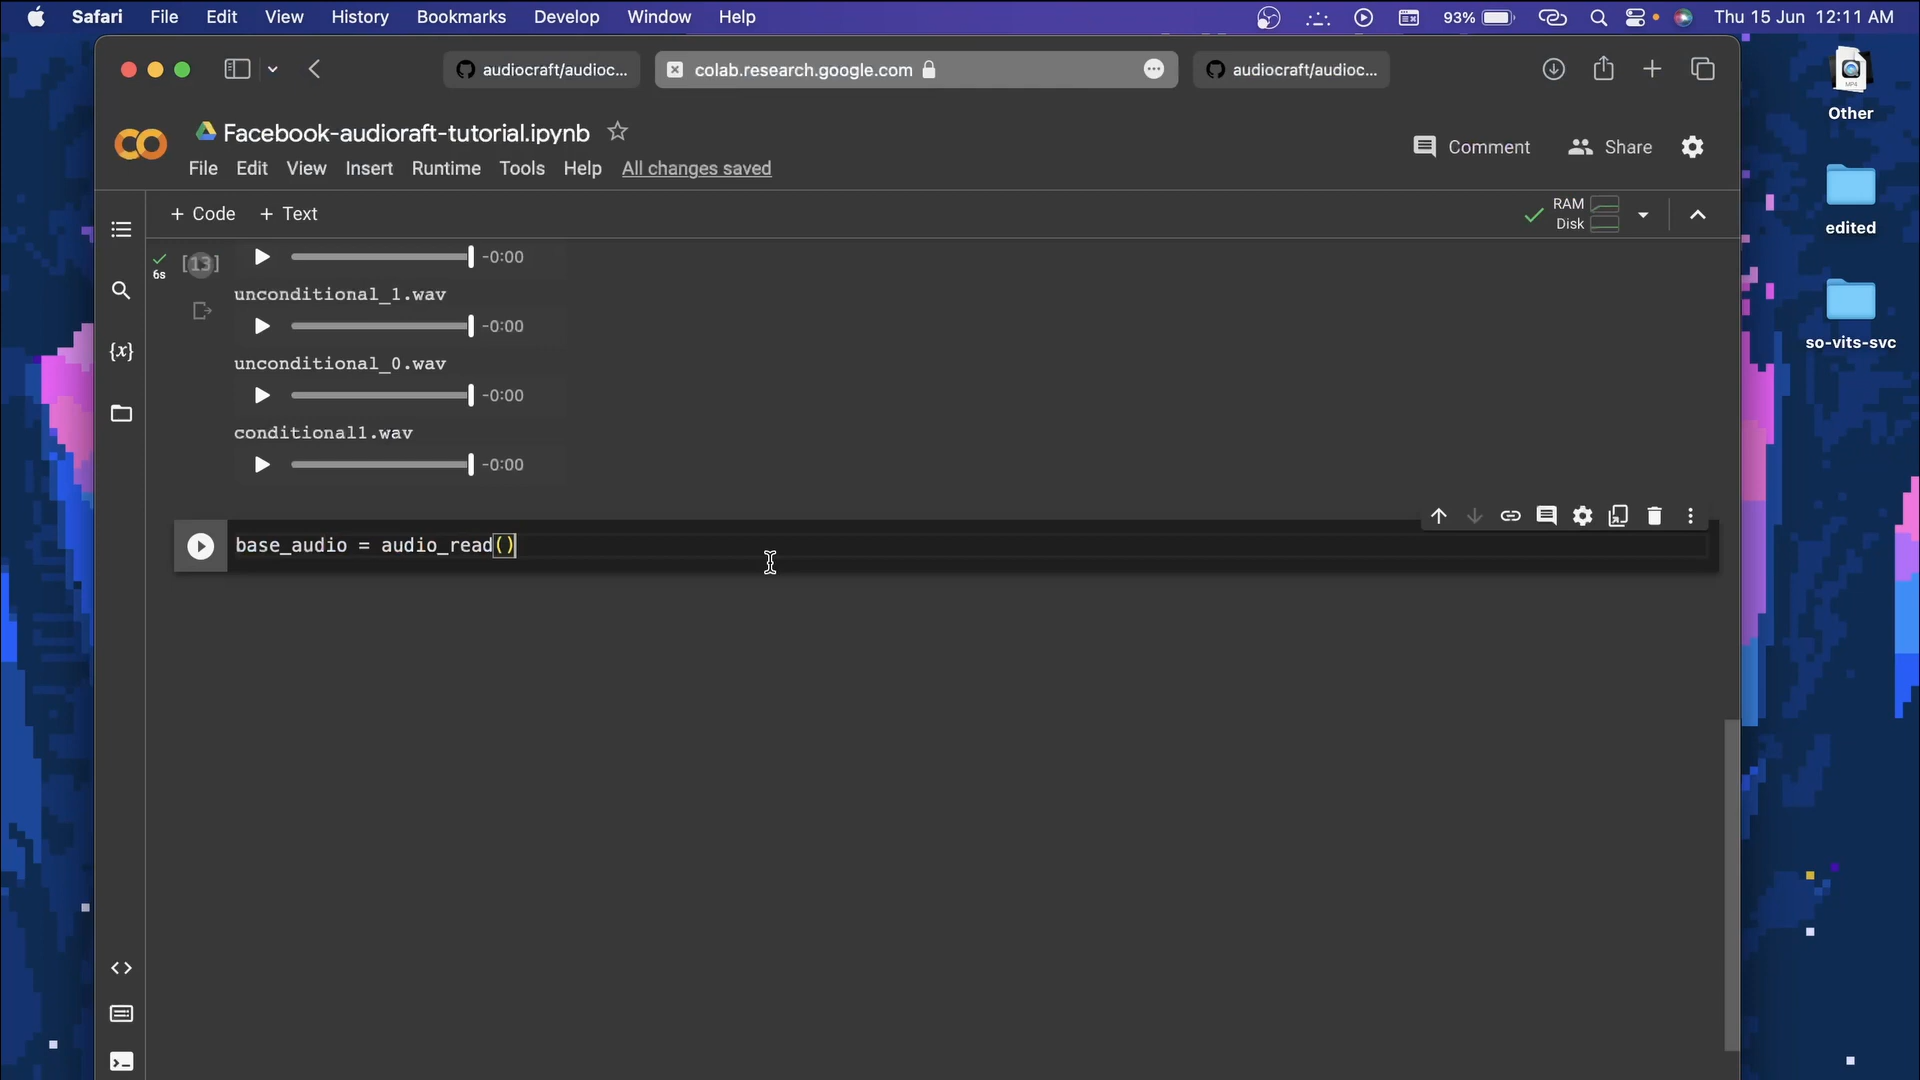 Safari File Edit View History Bookmarks Develop Window Help 93% Thu 15 Jun 12:11 AM
audiocraft/audioc... colab.research.google.com audiocraft/audioc...
Other
Facebook-audioraft-tutorial.ipynb
Comment Share
File Edit View Insert Runtime Tools Help All changes saved
+ Code + Text
RAM
Disk
edited
[13]
6s
-0:00
unconditional_1.wav
-0:00
so-vits-svc
{x}
unconditional_0.wav
-0:00
conditional1.wav
-0:00
base_audio = audio_read()